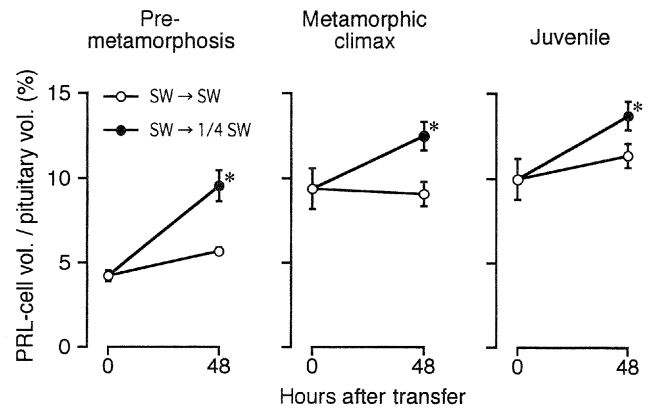 Pre-
metamorphosis
Metamorphic
climax
Juvenile
PRL-cell vol. / pituitary vol. (%)
15
10
5
0
SW → SW
SW → 1/4 SW
*
*
*
0 48
0 48
0 48
Hours after transfer